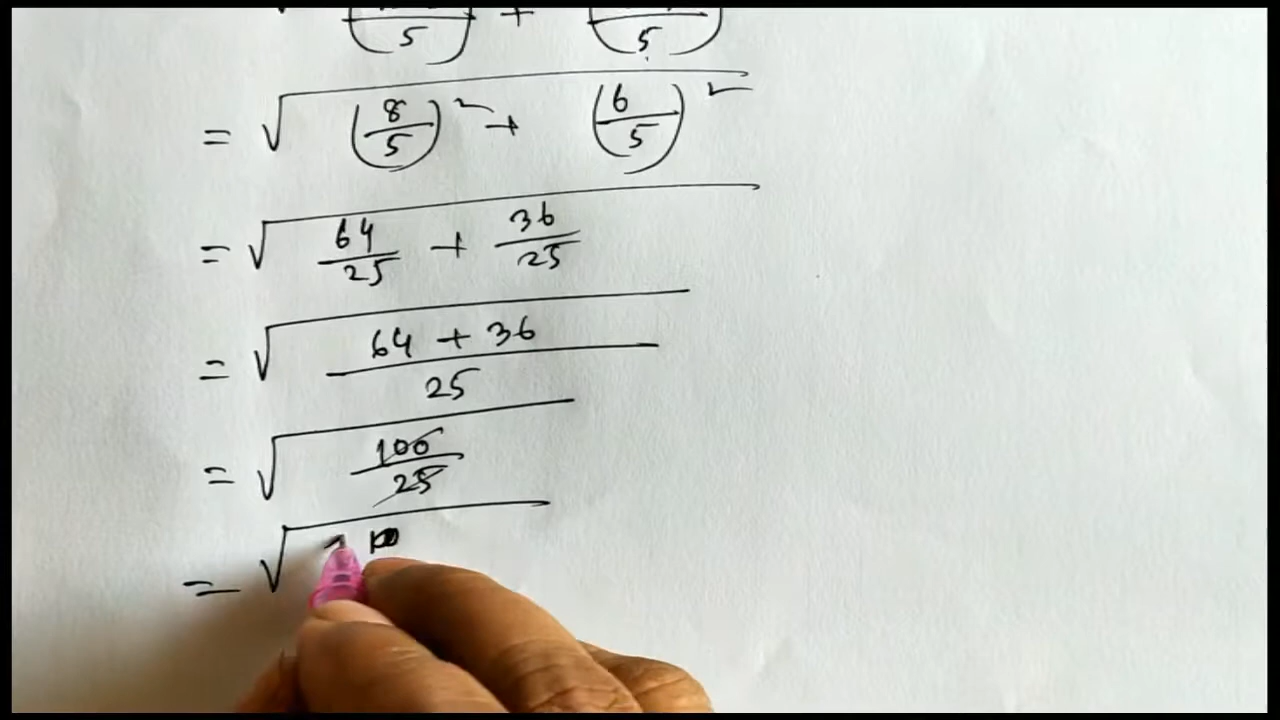 5 + 5
= √ (8/5)² + (6/5)²
= √ 64/25 + 36/25
= √ 64 + 36 / 25
= √ 100/25
= √